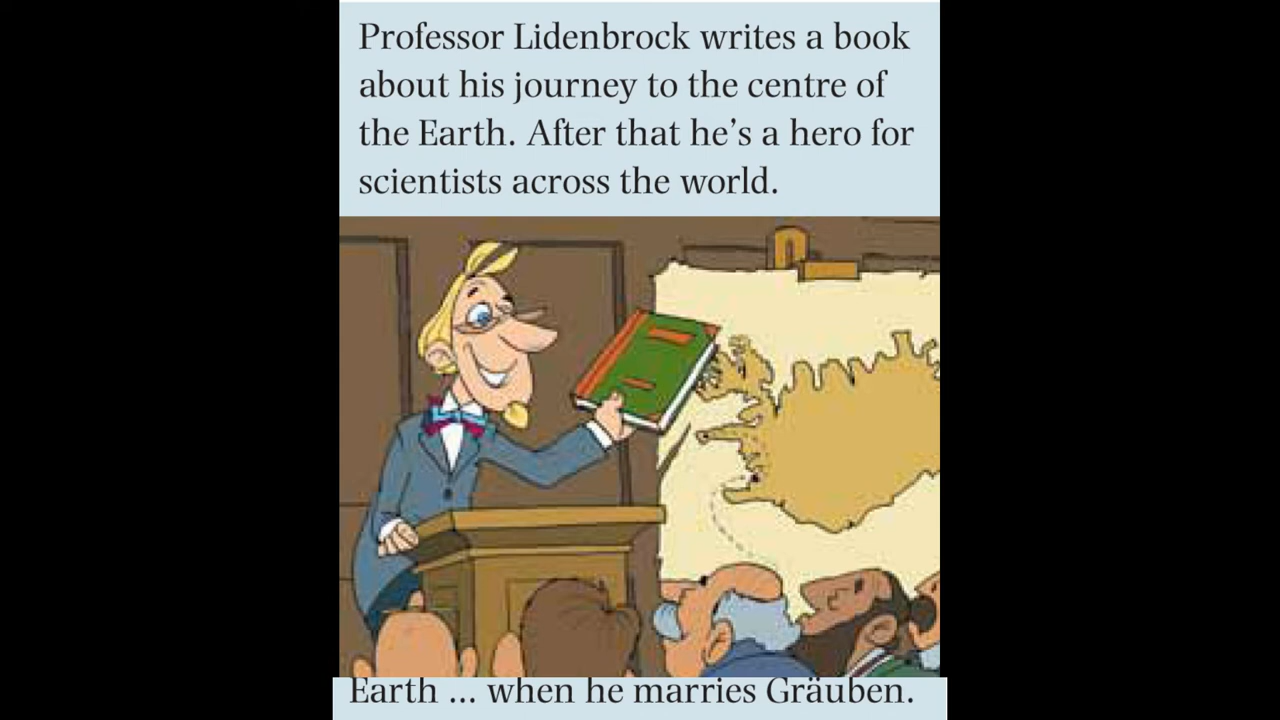 Professor Lidenbrock writes a book
about his journey to the centre of
the Earth. After that he’s a hero for
scientists across the world.
Earth ... when he marries Gräuben.